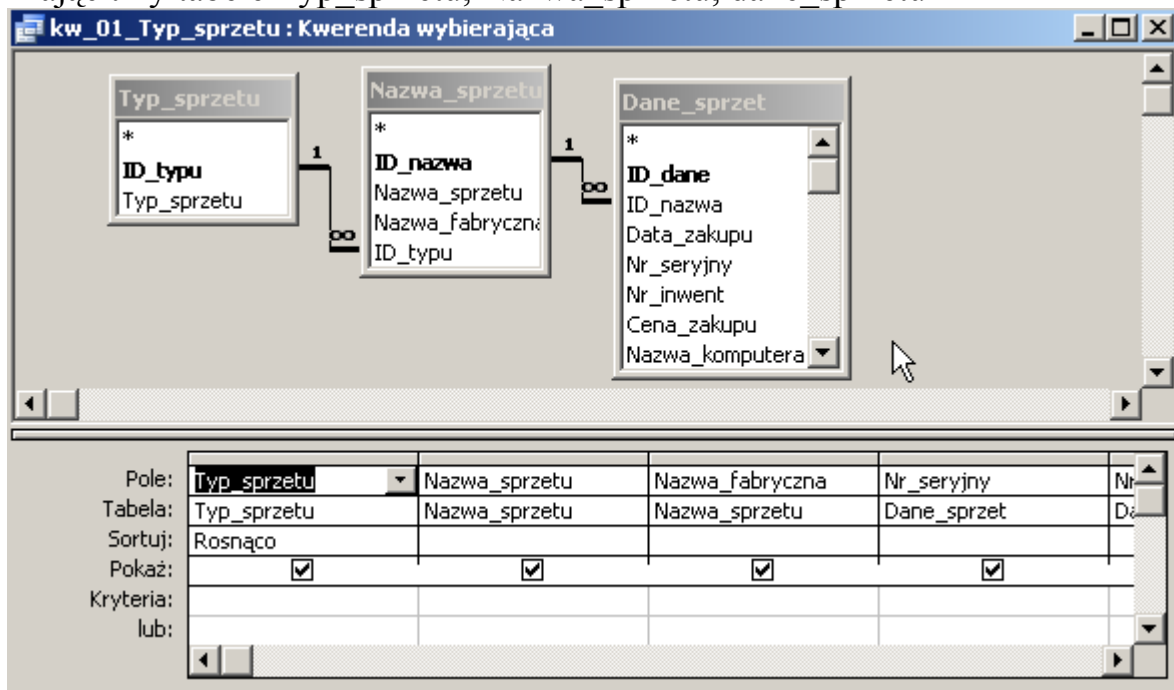 kw_01_Typ_sprzetu : Kwerenda wybierająca
Typ_sprzetu
*
ID_typu
Typ_sprzetu
1
∞
Nazwa_sprzetu
*
ID_nazwa
Nazwa_sprzetu
Nazwa_fabryczna
ID_typu
1
∞
Dane_sprzet
*
ID_dane
ID_nazwa
Data_zakupu
Nr_seryjny
Nr_inwent
Cena_zakupu
Nazwa_komputera
Pole: Typ_sprzetu Nazwa_sprzetu Nazwa_fabryczna Nr_seryjny
Tabela: Typ_sprzetu Nazwa_sprzetu Nazwa_sprzetu Dane_sprzet
Sortuj: Rosnąco
Pokaż:
Kryteria:
lub: